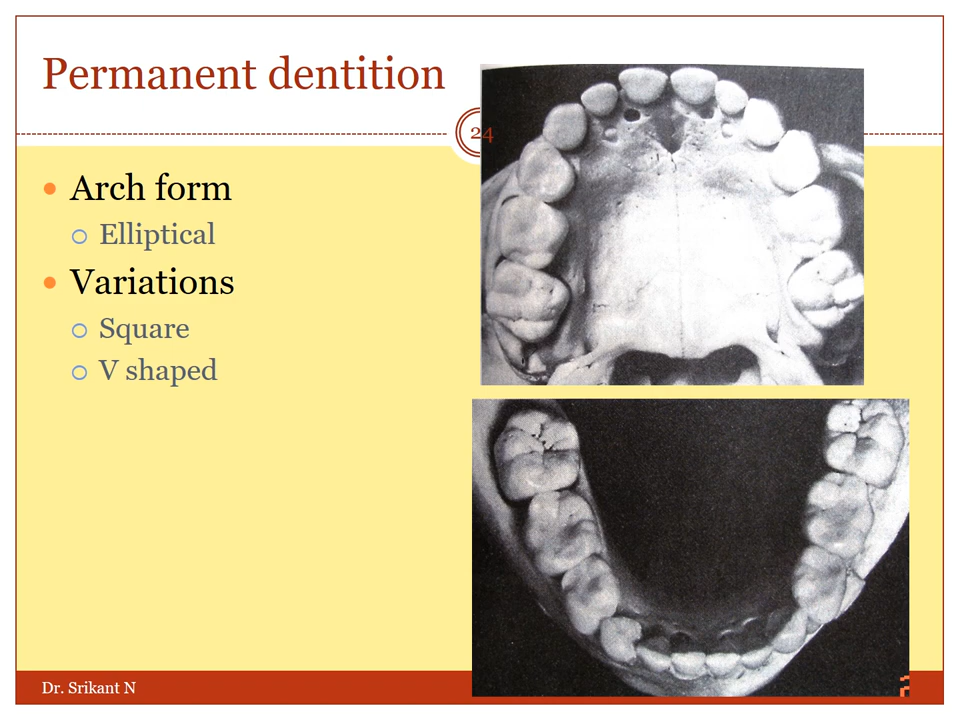 Permanent dentition
24
Arch form
Elliptical
Variations
Square
V shaped
Dr. Srikant N